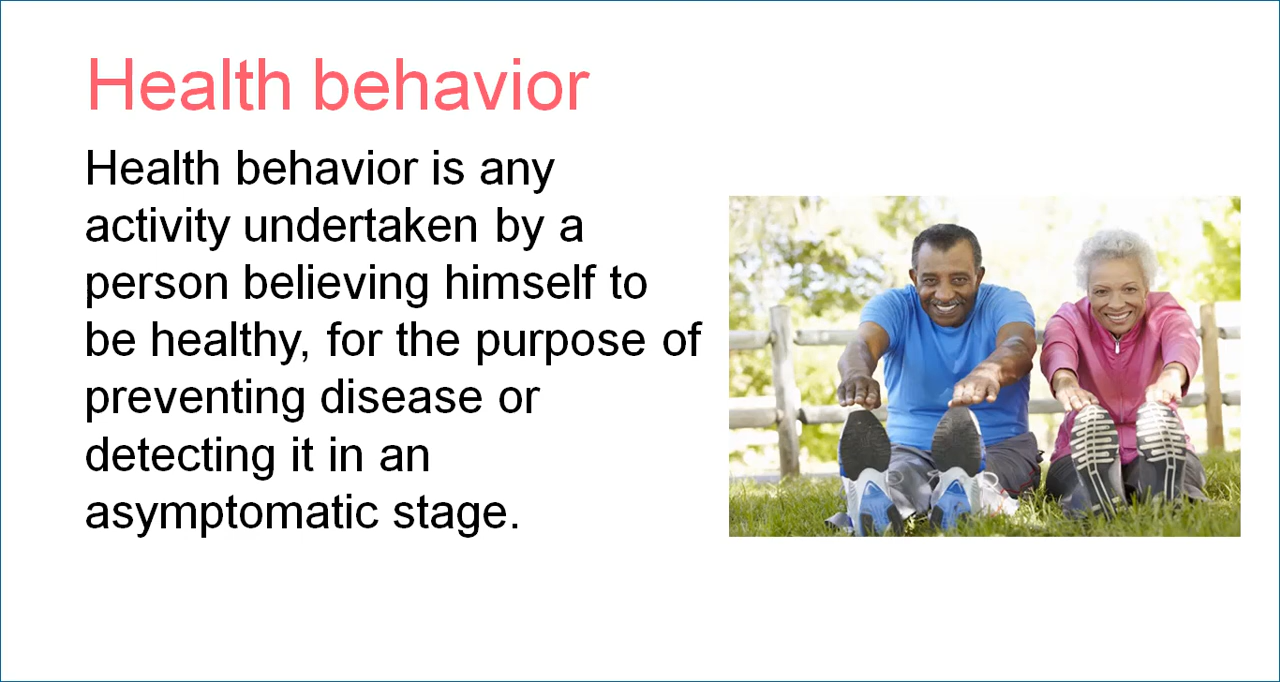 Health behavior
Health behavior is any
activity undertaken by a
person believing himself to
be healthy, for the purpose of
preventing disease or
detecting it in an
asymptomatic stage.